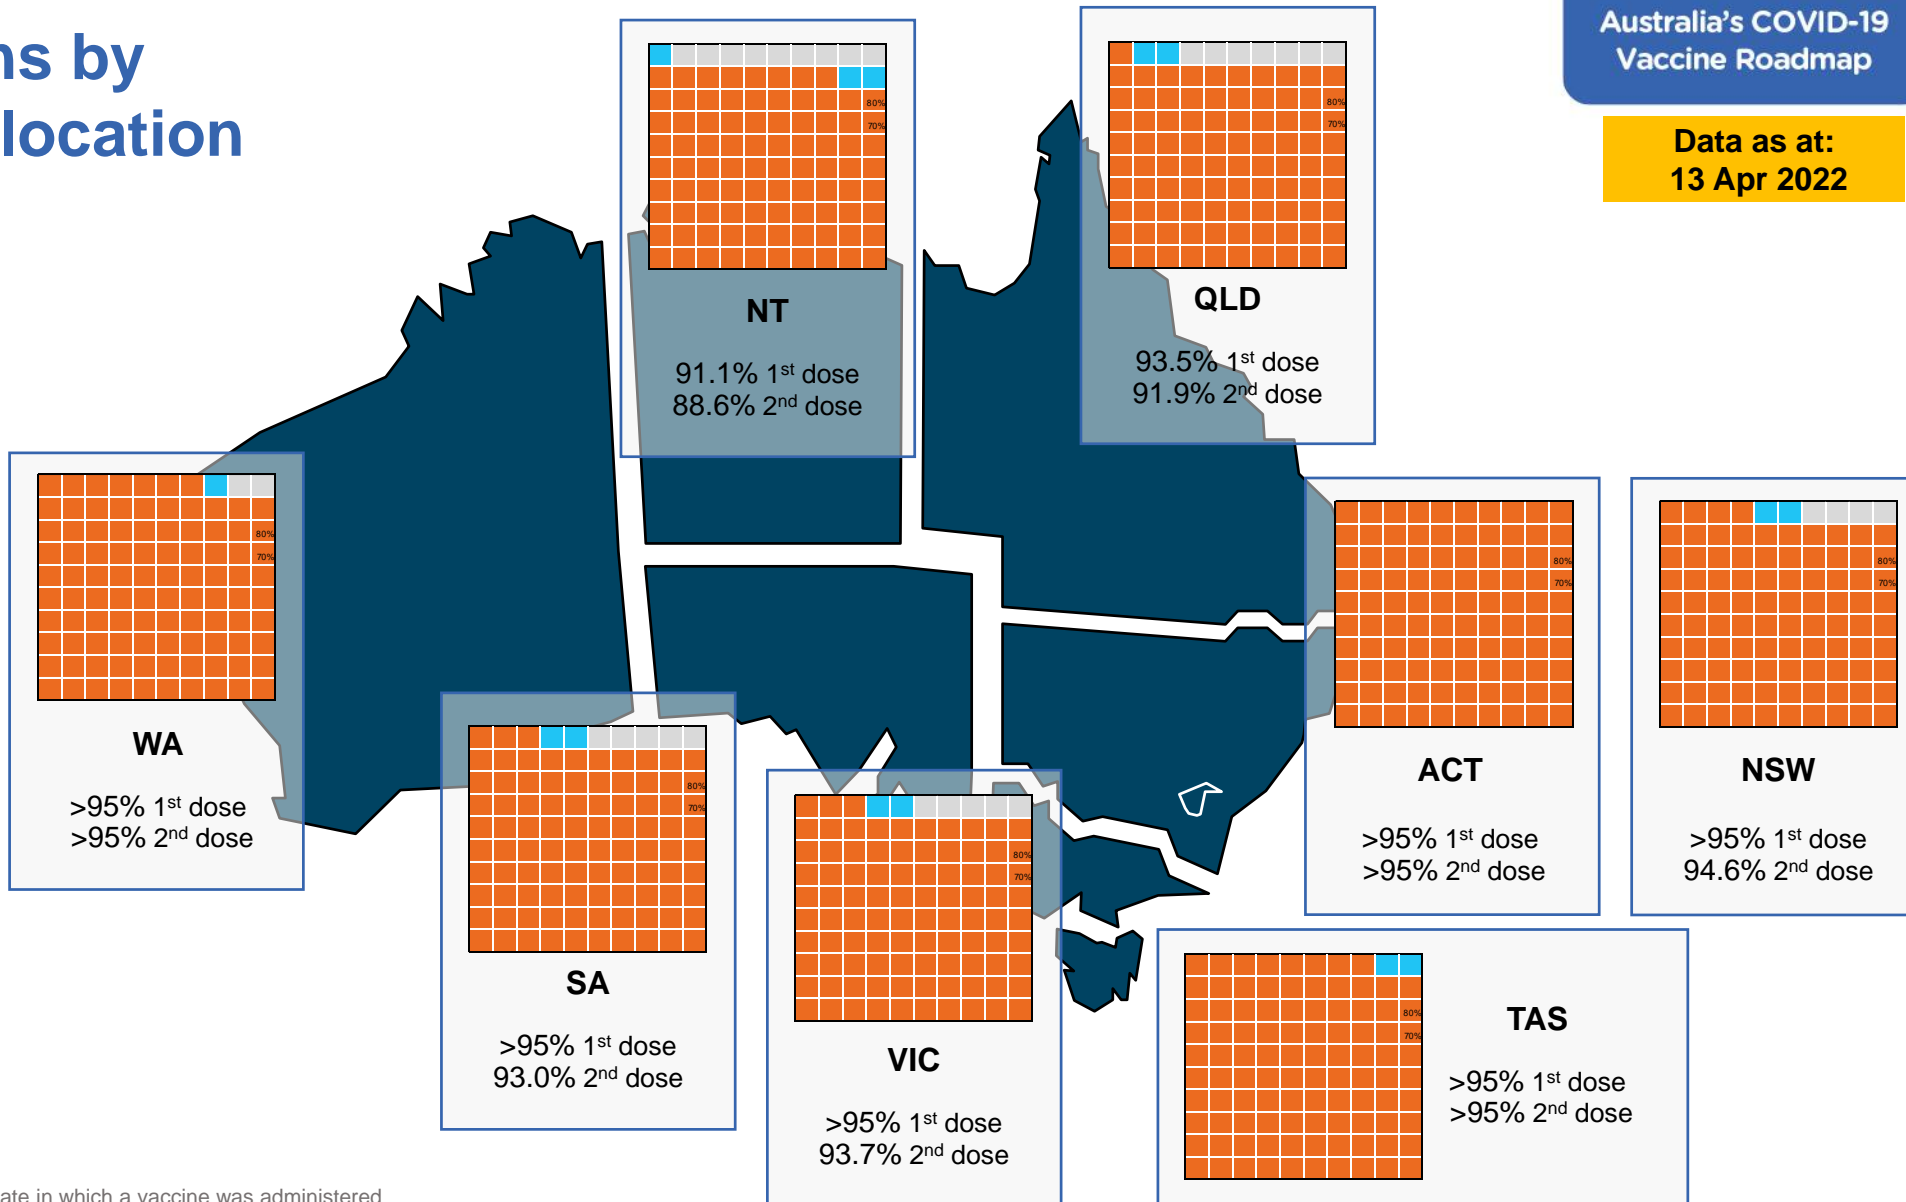 ns by
location
Australia's COVID-19
Vaccine Roadmap
Data as at:
13 Apr 2022
80%
70%
NT
91.1% 1st dose
88.6% 2nd dose
80%
70%
QLD
93.5% 1st dose
91.9% 2nd dose
80%
70%
WA
>95% 1st dose
>95% 2nd dose
80%
70%
SA
>95% 1st dose
93.0% 2nd dose
80%
70%
VIC
>95% 1st dose
93.7% 2nd dose
80%
70%
ACT
>95% 1st dose
>95% 2nd dose
80%
70%
NSW
>95% 1st dose
94.6% 2nd dose
80%
70%
TAS
>95% 1st dose
>95% 2nd dose
ate in which a vaccine was administered